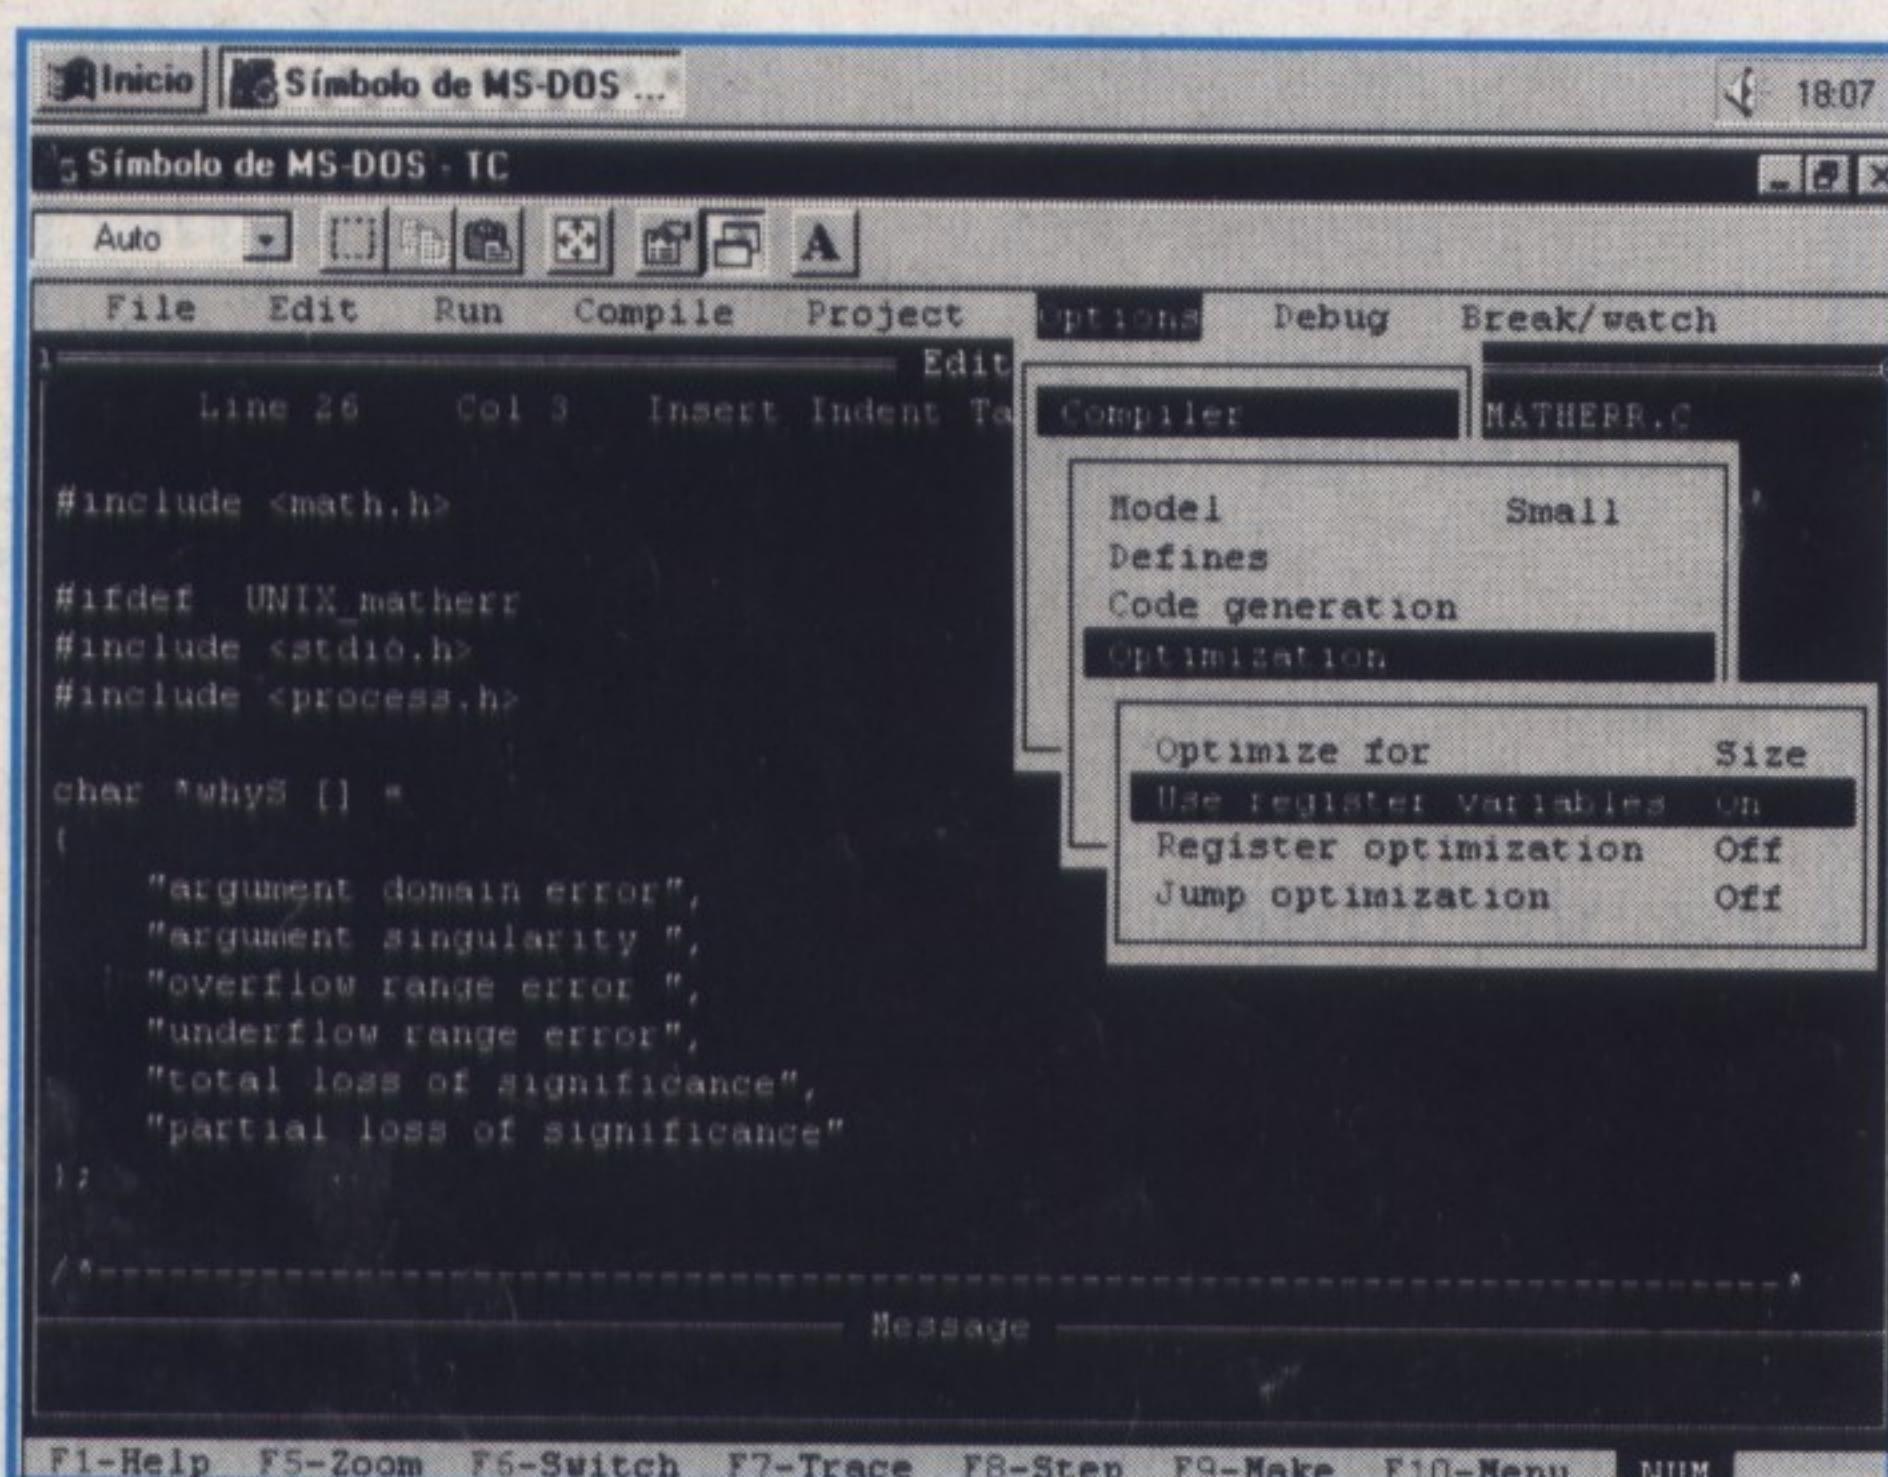 Inicio Símbolo de MS-DOS ... 18:07
Símbolo de MS-DOS - TC
Auto A
File Edit Run Compile Project Options Debug Break/watch
Edit
Line 26 Col 3 Insert Indent Ta MATHERR.C
Compiler
#include <math.h>
#ifdef UNIX_matherr
#include <stdio.h>
#include <process.h>
char *whyS [] =
{
"argument domain error",
"argument singularity ",
"overflow range error ",
"underflow range error",
"total loss of significance",
"partial loss of significance"
};
/*------------------------------------------------------------------------*
Model Small
Defines
Code generation
Optimization
Optimize for Size
Use register variables On
Register optimization Off
Jump optimization Off
Message
F1-Help F5-Zoom F6-Switch F7-Trace F8-Step F9-Make F10-Menu NUM